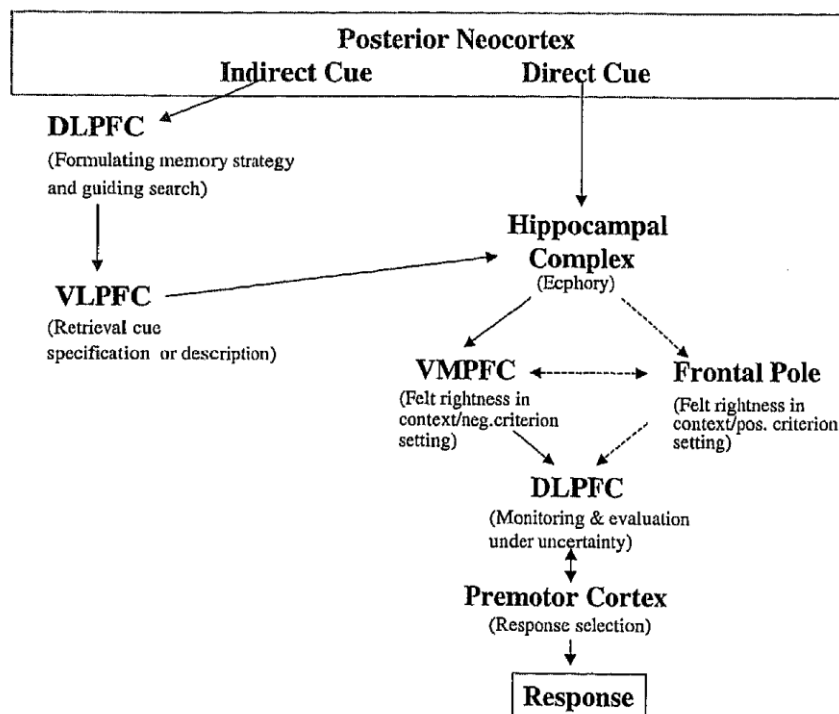 Posterior Neocortex
Indirect Cue
Direct Cue
DLPFC
(Formulating memory strategy
and guiding search)
Hippocampal
Complex
(Ecphory)
VLPFC
(Retrieval cue
specification or description)
VMPFC
(Felt rightness in
context/neg.criterion
setting)
Frontal Pole
(Felt rightness in
context/pos. criterion
setting)
DLPFC
(Monitoring & evaluation
under uncertainty)
Premotor Cortex
(Response selection)
Response